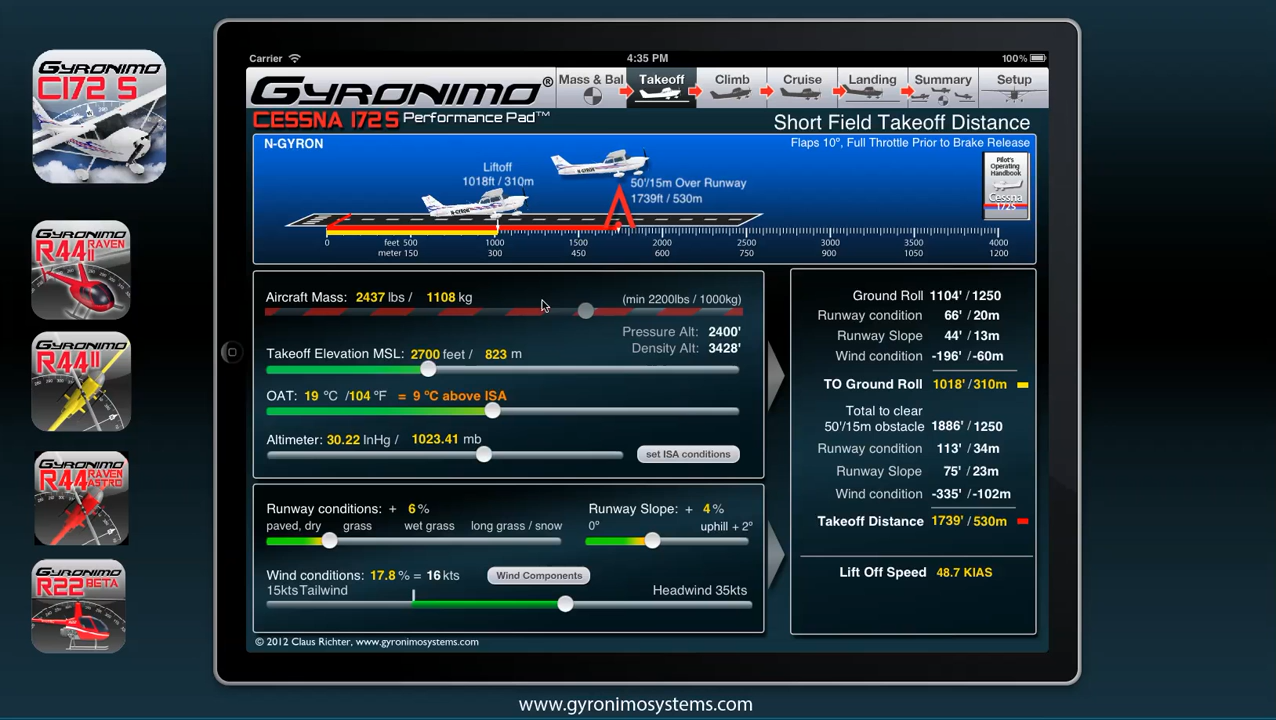 Carrier
4:35 PM
100%
GYRONIMO
C172 S
GYRONIMO®
Mass & Bal
Takeoff
Climb
Cruise
Landing
Summary
Setup
CESSNA 172S Performance Pad™
Short Field Takeoff Distance
N-GYRON
Flaps 10°, Full Throttle Prior to Brake Release
Liftoff
1018ft / 310m
50'/15m Over Runway
1739ft / 530m
Pilot's
Operating
Handbook
Cessna
172S
0 feet 500 1000 1500 2000 2500 3000 3500 4000
meter 150 300 450 600 750 900 1050 1200
Aircraft Mass: 2437 lbs / 1108 kg
(min 2200lbs / 1000kg)
Pressure Alt: 2400'
Density Alt: 3428'
Takeoff Elevation MSL: 2700 feet / 823 m
OAT: 19 ºC /104 ºF = 9 ºC above ISA
Altimeter: 30.22 InHg / 1023.41 mb
set ISA conditions
Runway conditions: + 6 %
paved, dry grass wet grass long grass / snow
Runway Slope: + 4 %
0° uphill + 2°
Wind conditions: 17.8 % = 16 kts
Wind Components
15kts Tailwind
Headwind 35kts
Ground Roll 1104' / 1250
Runway condition 66' / 20m
Runway Slope 44' / 13m
Wind condition -196' / -60m
TO Ground Roll 1018' / 310m
Total to clear
50'/15m obstacle 1886' / 1250
Runway condition 113' / 34m
Runway Slope 75' / 23m
Wind condition -335' / -102m
Takeoff Distance 1739' / 530m
Lift Off Speed 48.7 KIAS
© 2012 Claus Richter, www.gyronimosystems.com
GYRONIMO
R44 RAVEN
II
GYRONIMO
R44 II
GYRONIMO
R44 RAVEN
ASTRO
GYRONIMO
R22 BETA
www.gyronimosystems.com